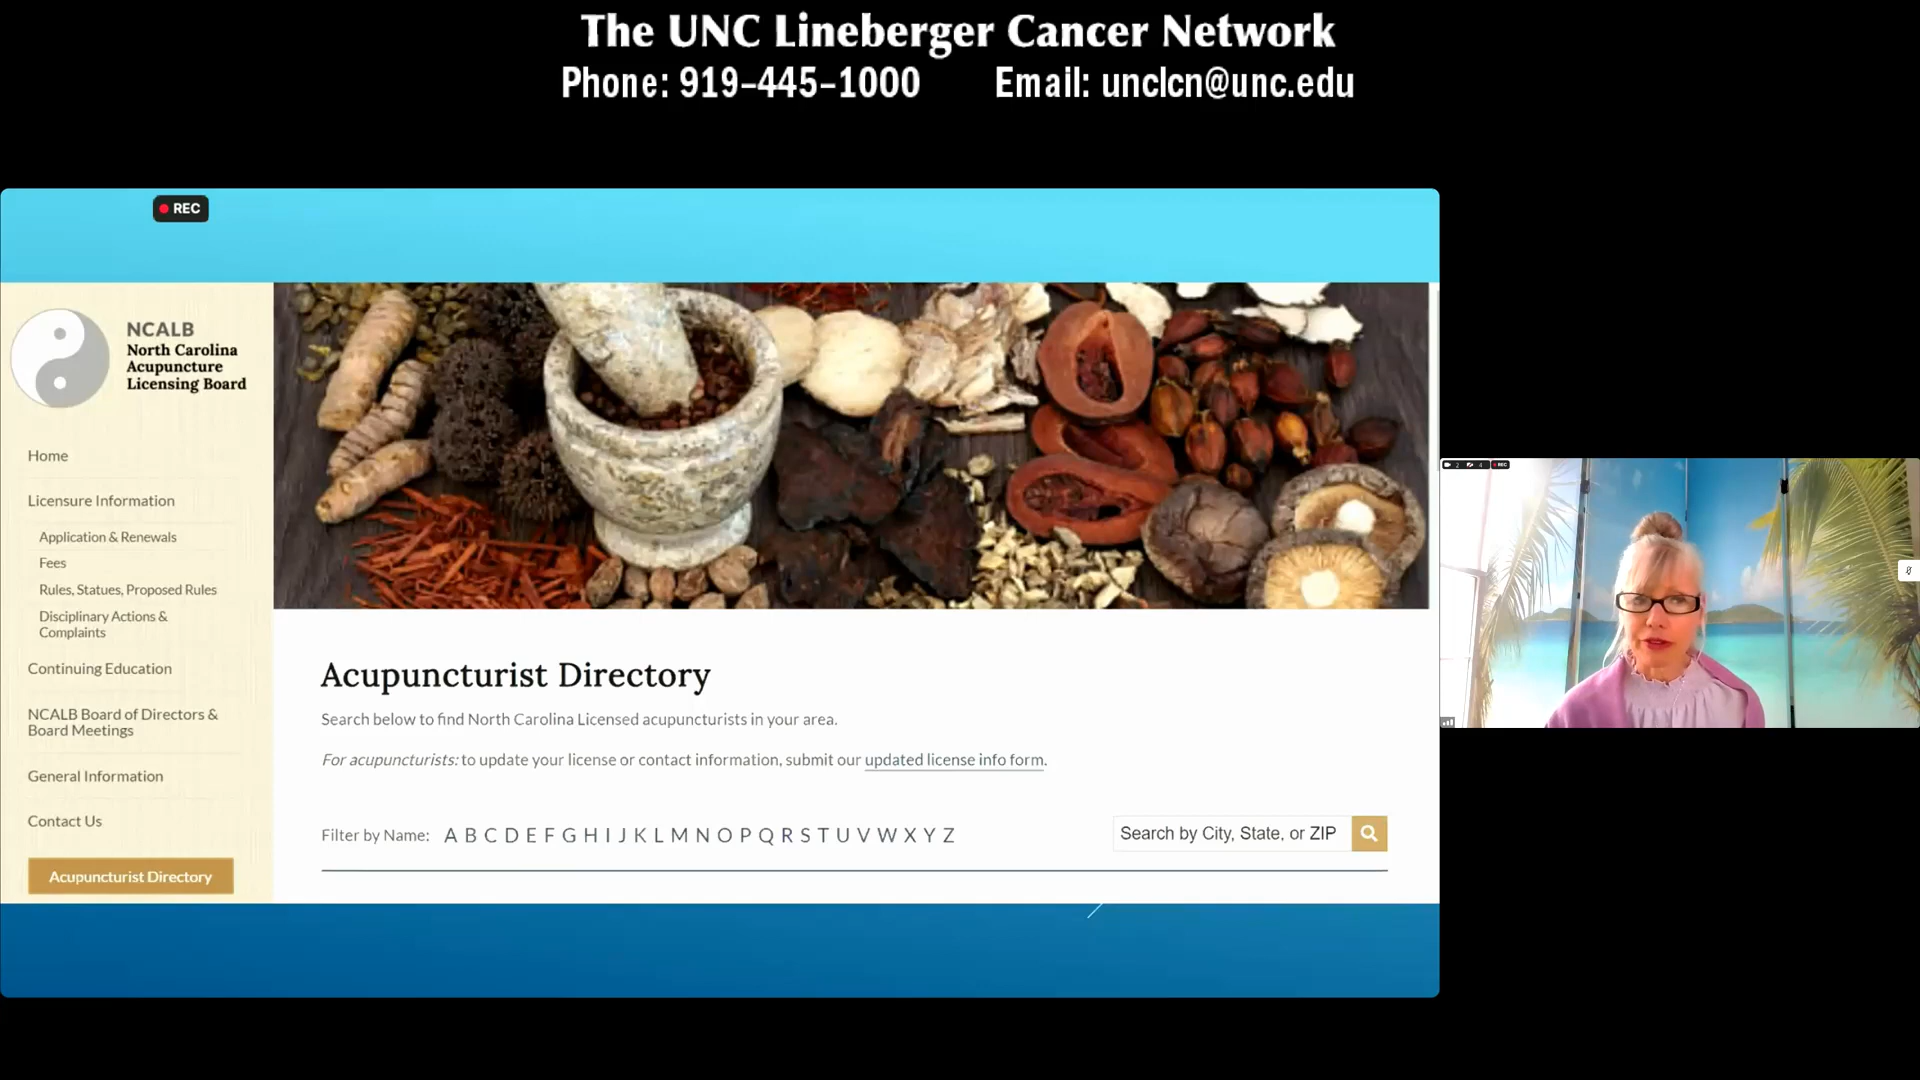 The UNC Lineberger Cancer Network
Phone: 919-445-1000 Email: unclcn@unc.edu
REC
NCALB
North Carolina
Acupuncture
Licensing Board
Home
Licensure Information
Application & Renewals
Fees
Rules, Statues, Proposed Rules
Disciplinary Actions &
Complaints
Continuing Education
NCALB Board of Directors &
Board Meetings
General Information
Contact Us
Acupuncturist Directory
Acupuncturist Directory
Search below to find North Carolina Licensed acupuncturists in your area.
For acupuncturists: to update your license or contact information, submit our updated license info form.
Filter by Name: A B C D E F G H I J K L M N O P Q R S T U V W X Y Z
Search by City, State, or ZIP
2 4 REC